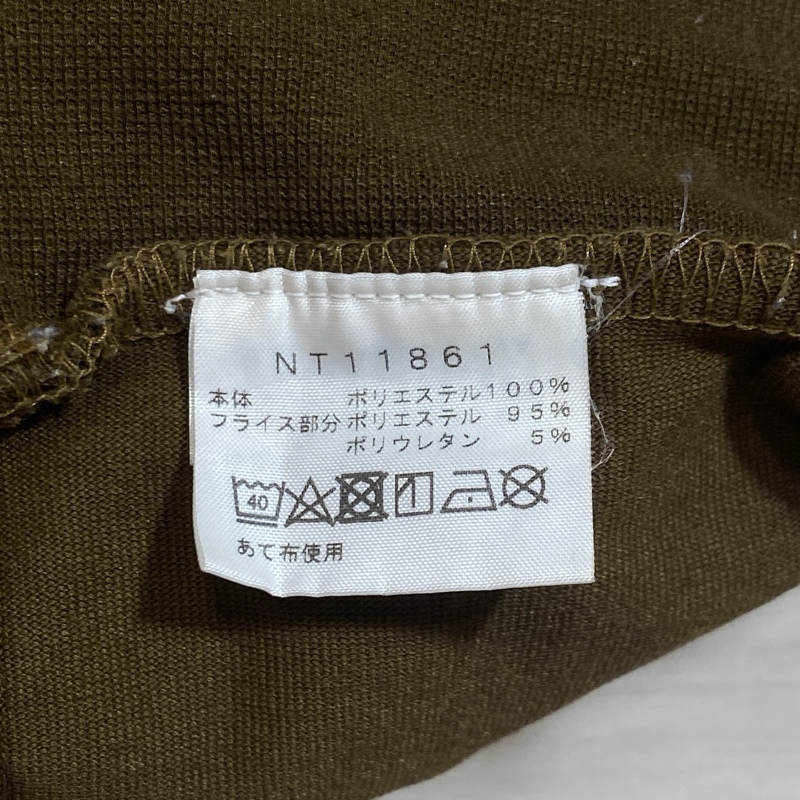 NT11861
本体 ポリエステル100%
フライス部分 ポリエステル 95%
ポリウレタン 5%
40
あて布使用